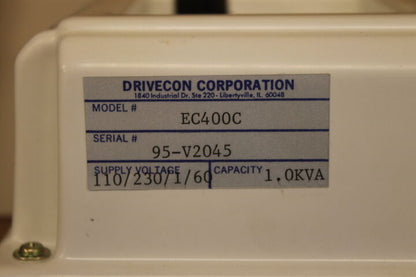 DRIVECON CORPORATION
1840 Industrial Dr. Ste 220 - Libertyville, IL. 60048
MODEL #
EC400C
SERIAL #
95-V2045
SUPPLY VOLTAGE CAPACITY
110/230/1/60 1.0KVA